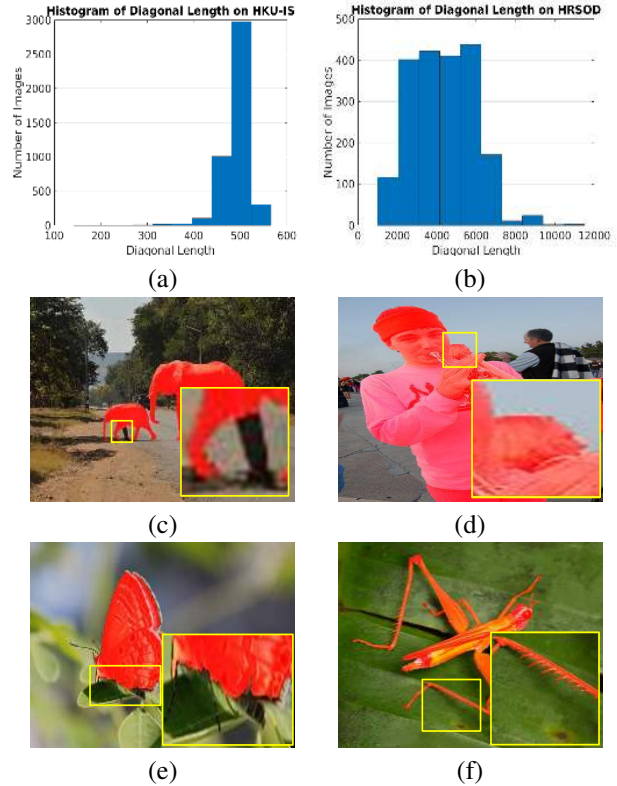 Histogram of Diagonal Length on HKU-IS
Number of Images
3000
2500
2000
1500
1000
500
0
100 200 300 400 500 600
Diagonal Length
(a)
Histogram of Diagonal Length on HRSOD
Number of Images
500
400
300
200
100
0
0 2000 4000 6000 8000 10000 12000
Diagonal Length
(b)
(c)
(d)
(e)
(f)